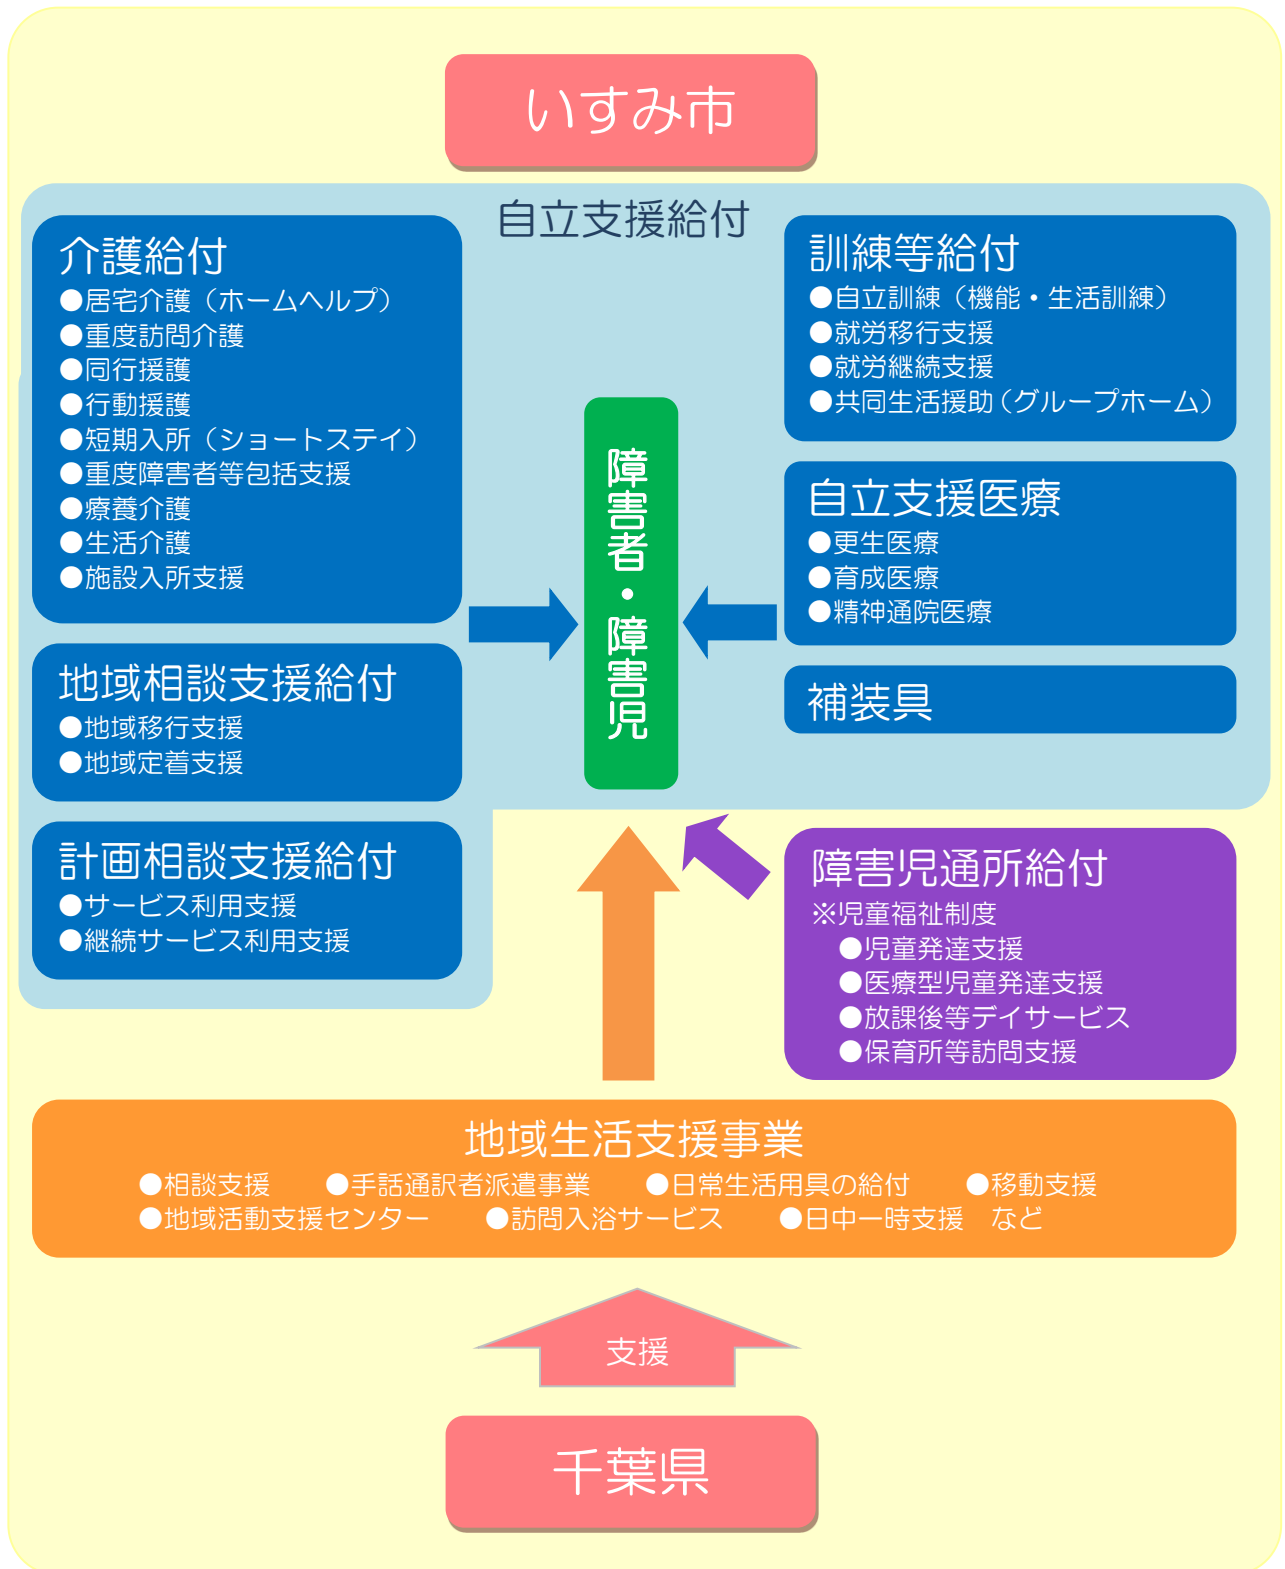 いすみ市
自立支援給付
介護給付
●居宅介護（ホームヘルプ）
●重度訪問介護
●同行援護
●行動援護
●短期入所（ショートステイ）
●重度障害者等包括支援
●療養介護
●生活介護
●施設入所支援
地域相談支援給付
●地域移行支援
●地域定着支援
計画相談支援給付
●サービス利用支援
●継続サービス利用支援
障害者・障害児
訓練等給付
●自立訓練（機能・生活訓練）
●就労移行支援
●就労継続支援
●共同生活援助（グループホーム）
自立支援医療
●更生医療
●育成医療
●精神通院医療
補装具
障害児通所給付
※児童福祉制度
●児童発達支援
●医療型児童発達支援
●放課後等デイサービス
●保育所等訪問支援
地域生活支援事業
●相談支援　●手話通訳者派遣事業　●日常生活用具の給付　●移動支援
●地域活動支援センター　●訪問入浴サービス　●日中一時支援　など
支援
千葉県